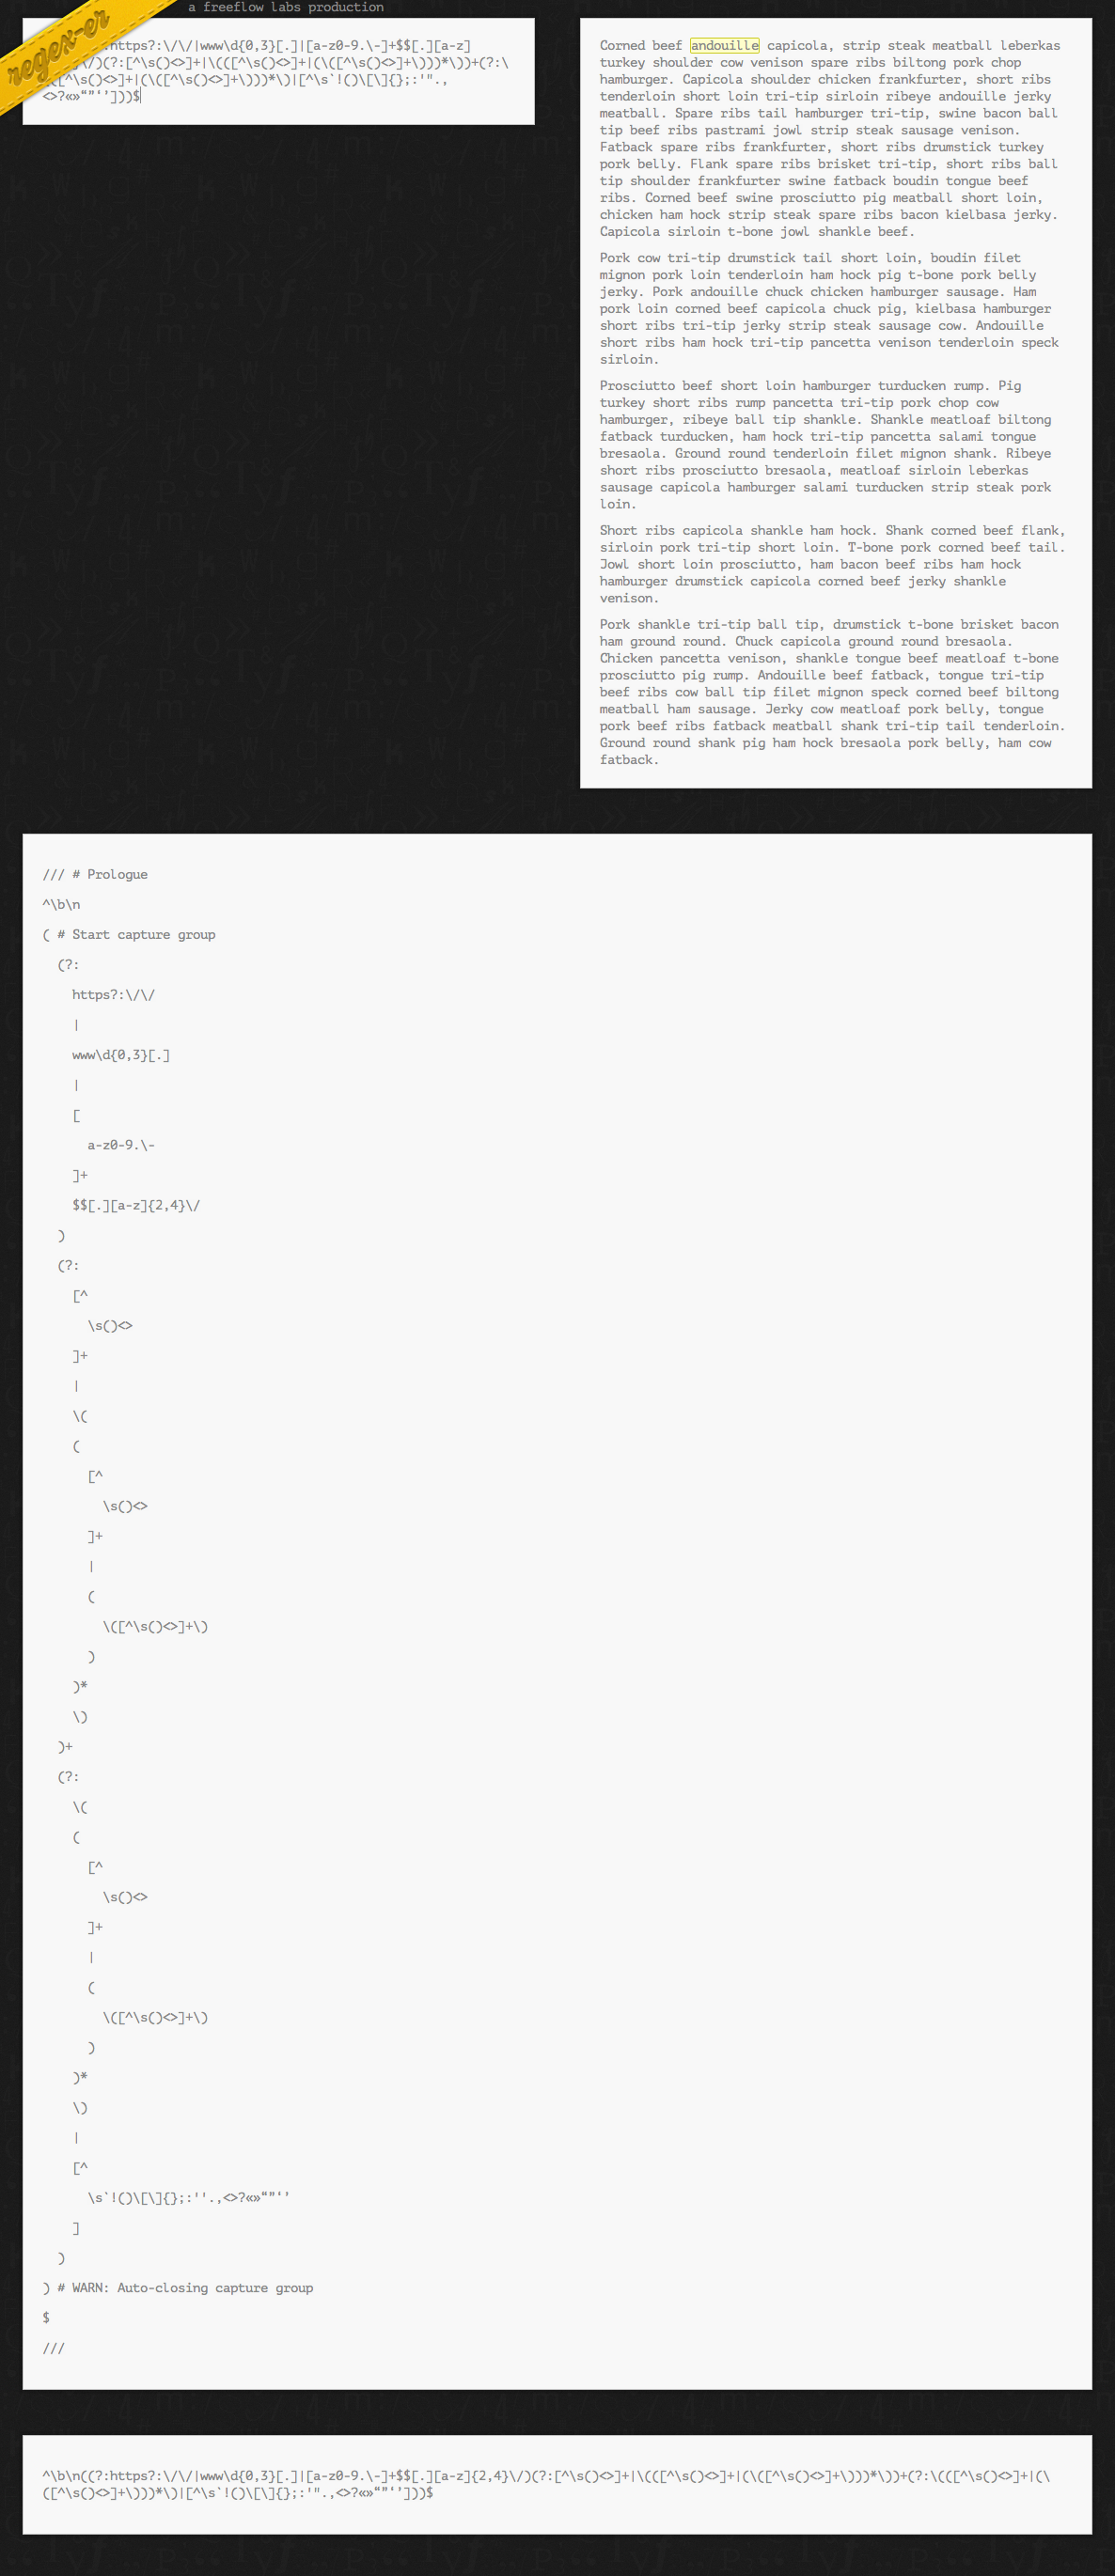 a freeflow labs production
regex-er
https?:\/\/|www\d{0,3}[.]|[a-z0-9.\-]+$$[.][a-z]
\/)(?:[^\s()<>]+|\(([^\s()<>]+|(\([^\s()<>]+\)))*\))+(?:\
([^\s()<>]+|(\([^\s()<>]+\)))*\)|[^\s`!()\[\]{};:'".,
<>?«»“”‘’]))$
Corned beef andouille capicola, strip steak meatball leberkas
turkey shoulder cow venison spare ribs biltong pork chop
hamburger. Capicola shoulder chicken frankfurter, short ribs
tenderloin short loin tri-tip sirloin ribeye andouille jerky
meatball. Spare ribs tail hamburger tri-tip, swine bacon ball
tip beef ribs pastrami jowl strip steak sausage venison.
Fatback spare ribs frankfurter, short ribs drumstick turkey
pork belly. Flank spare ribs brisket tri-tip, short ribs ball
tip shoulder frankfurter swine fatback boudin tongue beef
ribs. Corned beef swine prosciutto pig meatball short loin,
chicken ham hock strip steak spare ribs bacon kielbasa jerky.
Capicola sirloin t-bone jowl shankle beef.
Pork cow tri-tip drumstick tail short loin, boudin filet
mignon pork loin tenderloin ham hock pig t-bone pork belly
jerky. Pork andouille chuck chicken hamburger sausage. Ham
pork loin corned beef capicola chuck pig, kielbasa hamburger
short ribs tri-tip jerky strip steak sausage cow. Andouille
short ribs ham hock tri-tip pancetta venison tenderloin speck
sirloin.
Prosciutto beef short loin hamburger turducken rump. Pig
turkey short ribs rump pancetta tri-tip pork chop cow
hamburger, ribeye ball tip shankle. Shankle meatloaf biltong
fatback turducken, ham hock tri-tip pancetta salami tongue
bresaola. Ground round tenderloin filet mignon shank. Ribeye
short ribs prosciutto bresaola, meatloaf sirloin leberkas
sausage capicola hamburger salami turducken strip steak pork
loin.
Short ribs capicola shankle ham hock. Shank corned beef flank,
sirloin pork tri-tip short loin. T-bone pork corned beef tail.
Jowl short loin prosciutto, ham bacon beef ribs ham hock
hamburger drumstick capicola corned beef jerky shankle
venison.
Pork shankle tri-tip ball tip, drumstick t-bone brisket bacon
ham ground round. Chuck capicola ground round bresaola.
Chicken pancetta venison, shankle tongue beef meatloaf t-bone
prosciutto pig rump. Andouille beef fatback, tongue tri-tip
beef ribs cow ball tip filet mignon speck corned beef biltong
meatball ham sausage. Jerky cow meatloaf pork belly, tongue
pork beef ribs fatback meatball shank tri-tip tail tenderloin.
Ground round shank pig ham hock bresaola pork belly, ham cow
fatback.
/// # Prologue
^\b\n
( # Start capture group
(?:
https?:\/\/
|
www\d{0,3}[.]
|
[
a-z0-9.\-
]+
$$[.][a-z]{2,4}\/
)
(?:
[^
\s()<>
]+
|
\(
(
[^
\s()<>
]+
|
(
\([^\s()<>]+\)
)
)*
\)
)+
(?:
\(
(
[^
\s()<>
]+
|
(
\([^\s()<>]+\)
)
)*
\)
|
[^
\s`!()\[\]{};:''.,<>?«»“”‘’
]
)
) # WARN: Auto-closing capture group
$
///
^\b\n((?:https?:\/\/|www\d{0,3}[.]|[a-z0-9.\-]+$$[.][a-z]{2,4}\/)(?:[^\s()<>]+|\(([^\s()<>]+|(\([^\s()<>]+\)))*\))+(?:\(([^\s()<>]+|(\
([^\s()<>]+\)))*\)|[^\s`!()\[\]{};:'".,<>?«»“”‘’]))$